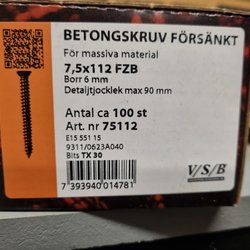 BETONGSKRUV FÖRSÄNKT
För massiva material
7,5x112 FZB
Borr 6 mm
Detaljtjocklek max 90 mm
Antal ca 100 st
Art. nr 75112
E15 551 15
9311/0623A040
Bits TX 30
7 393940 014781
V/S/B